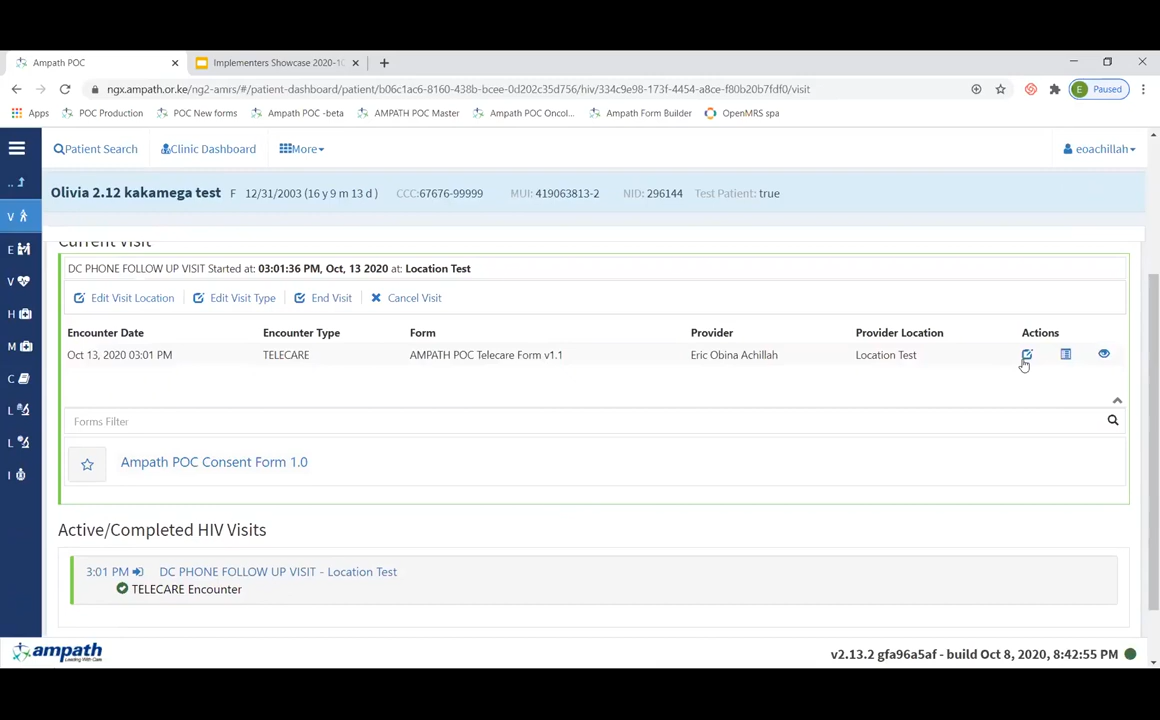 Ampath POC
Implementers Showcase 2020-10
ngx.ampath.or.ke/ng2-amrs/#/patient-dashboard/patient/b06c1ac6-8160-438b-bcee-0d202c35d756/hiv/334c9e98-173f-4454-a8ce-f80b20b7fdf0/visit
E Paused
Apps POC Production POC New forms Ampath POC -beta AMPATH POC Master Ampath POC Oncol... Ampath Form Builder OpenMRS spa
Patient Search Clinic Dashboard More eoachillah
..
Olivia 2.12 kakamega test F 12/31/2003 (16 y 9 m 13 d ) CCC:67676-99999 MUI: 419063813-2 NID: 296144 Test Patient: true
V
E
V
H
M
C
L
L
I
Current Visit
DC PHONE FOLLOW UP VISIT Started at: 03:01:36 PM, Oct, 13 2020 at: Location Test
Edit Visit Location Edit Visit Type End Visit Cancel Visit
Encounter Date Encounter Type Form Provider Provider Location Actions
Oct 13, 2020 03:01 PM TELECARE AMPATH POC Telecare Form v1.1 Eric Obina Achillah Location Test
Forms Filter
Ampath POC Consent Form 1.0
Active/Completed HIV Visits
3:01 PM DC PHONE FOLLOW UP VISIT - Location Test
TELECARE Encounter
ampath
Leading With Care
v2.13.2 gfa96a5af - build Oct 8, 2020, 8:42:55 PM